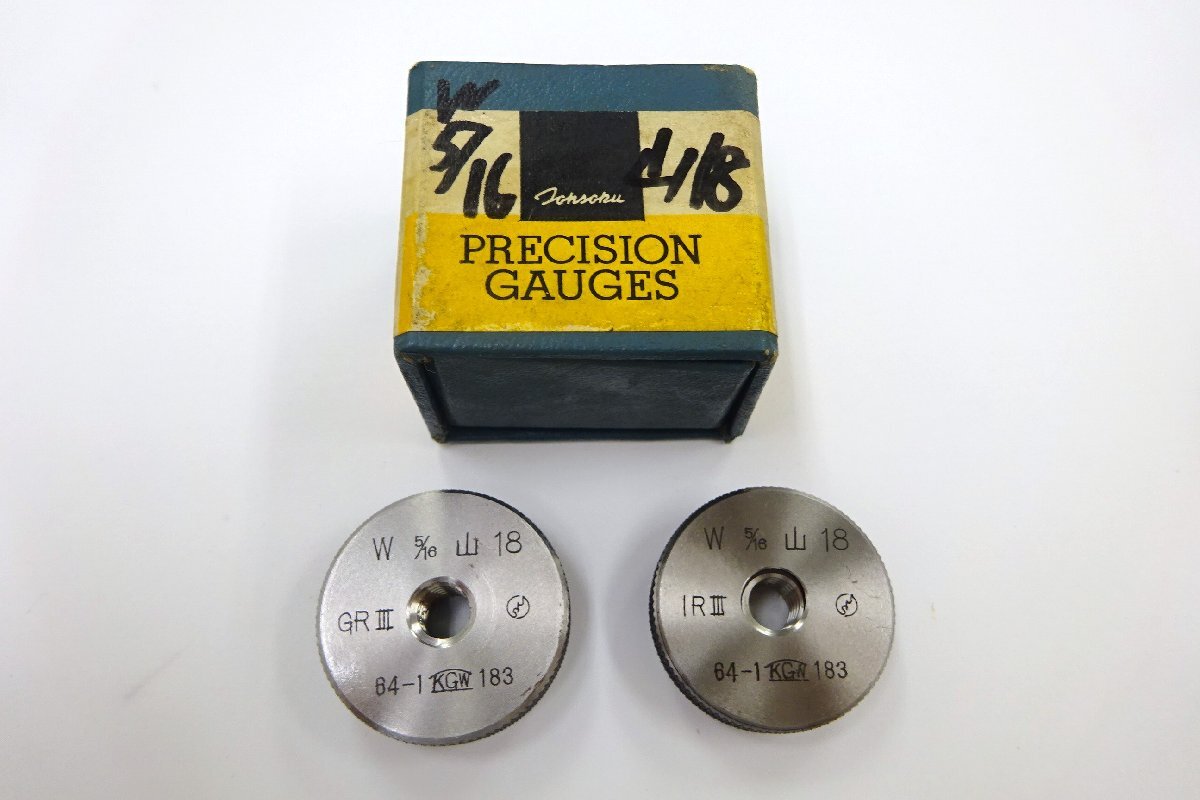 W
5/16 山18
Tohsoku
PRECISION
GAUGES
W 5/16 山 18
GR III
64-1 KGW 183
W 5/16 山 18
IR III
64-1 KGW 183